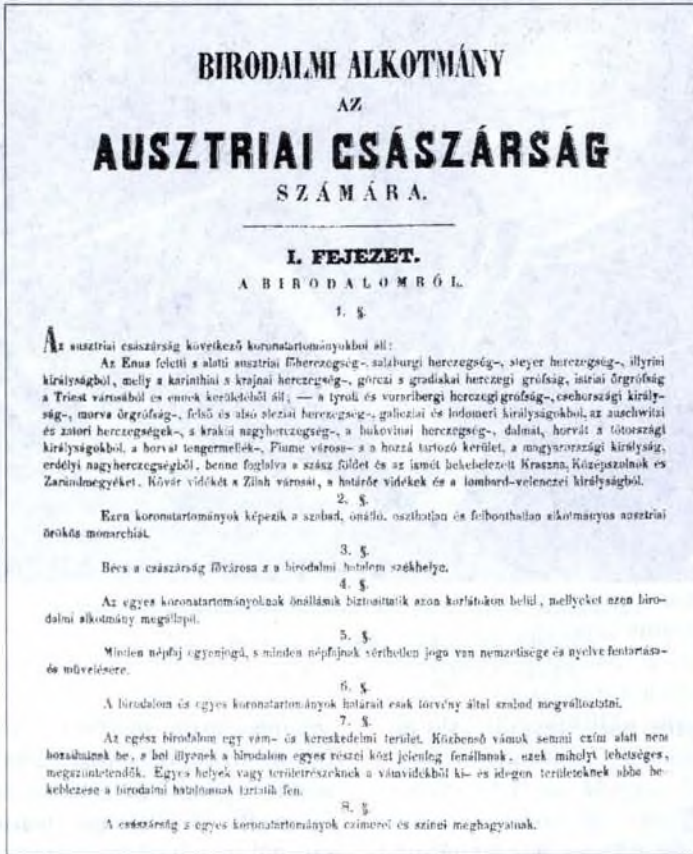 BIRODALMI ALKOTMÁNY
AZ
AUSZTRIAI CSÁSZÁRSÁG
SZÁMÁRA.
I. FEJEZET.
A BIRODALOMRÓL.
1. §.
Az ausztriai császárság következő koronatartományokbol áll:
Az Enns feletti s alatti ausztriai főherczegség-, salzburgi herczegség-, steyer herczegség-, illyrini
királyságból, melly a karinthiai s krajnai herczegség-, görczi s gradiskai herczegi grófság, istriai őrgrófság
a Triest városából és ennek kerületéből áll; — a tyroli és vorarlbergi herczegi grófság-, csehországi király-
ság-, morva őrgrófság-, felső és alsó sleziai herczegség-, galicziai és lodomeri királyságokbol, az auschwitzi
és zatori herczegségek-, s krakói nagyherczegség-, a bukovinai herczegség-, dalmát, horvát s tótországi
királyságokból, a horvat tengermellék-, Fiume városa- s a hozzá tartozó kerület, a magyarországi királyság,
erdélyi nagyherczegségből, benne foglalva a szász földet és az ismét bekebelezett Kraszna, Középszolnok és
Zarándmegyéket, Kővár vidékét s Zilah városát, a határőr vidékek és a lombard-velenczei királyságból.
2. §.
Ezen koronatartományok képezik a szabad, önálló, oszthatlan és felbonthatlan alkotmányos ausztriai
örökös monarchiát.
3. §.
Bécs a császárság fővárosa s a birodalmi hatalom székhelye.
4. §.
Az egyes koronatartományoknak önállásuk biztosíttatik azon korlátokon belül, mellyeket ezen biro-
dalmi alkotmány megállapít.
5. §.
Minden népfaj egyenjogú, s minden népfajnak sérthetlen joga van nemzetisége és nyelve fentartása-
és művelésére.
6. §.
A birodalom és egyes koronatartományok határait csak törvény által szabad megváltoztatni.
7. §.
Az egész birodalom egy vám- és kereskedelmi terület. Közbenső vámok semmi czím alatt nem
hozathatnak be, s hol illyenek a birodalom egyes részei közt jelenleg fenállanak, ezek mihelyt lehetséges,
megszüntetendők. Egyes helyek vagy területrészeknek a vámvidékből ki- és idegen területeknek abba be-
keblezése a birodalmi hatalomnak tartatik fen.
8. §.
A császárság s egyes koronatartományok czimerei és szinei meghagyatnak.